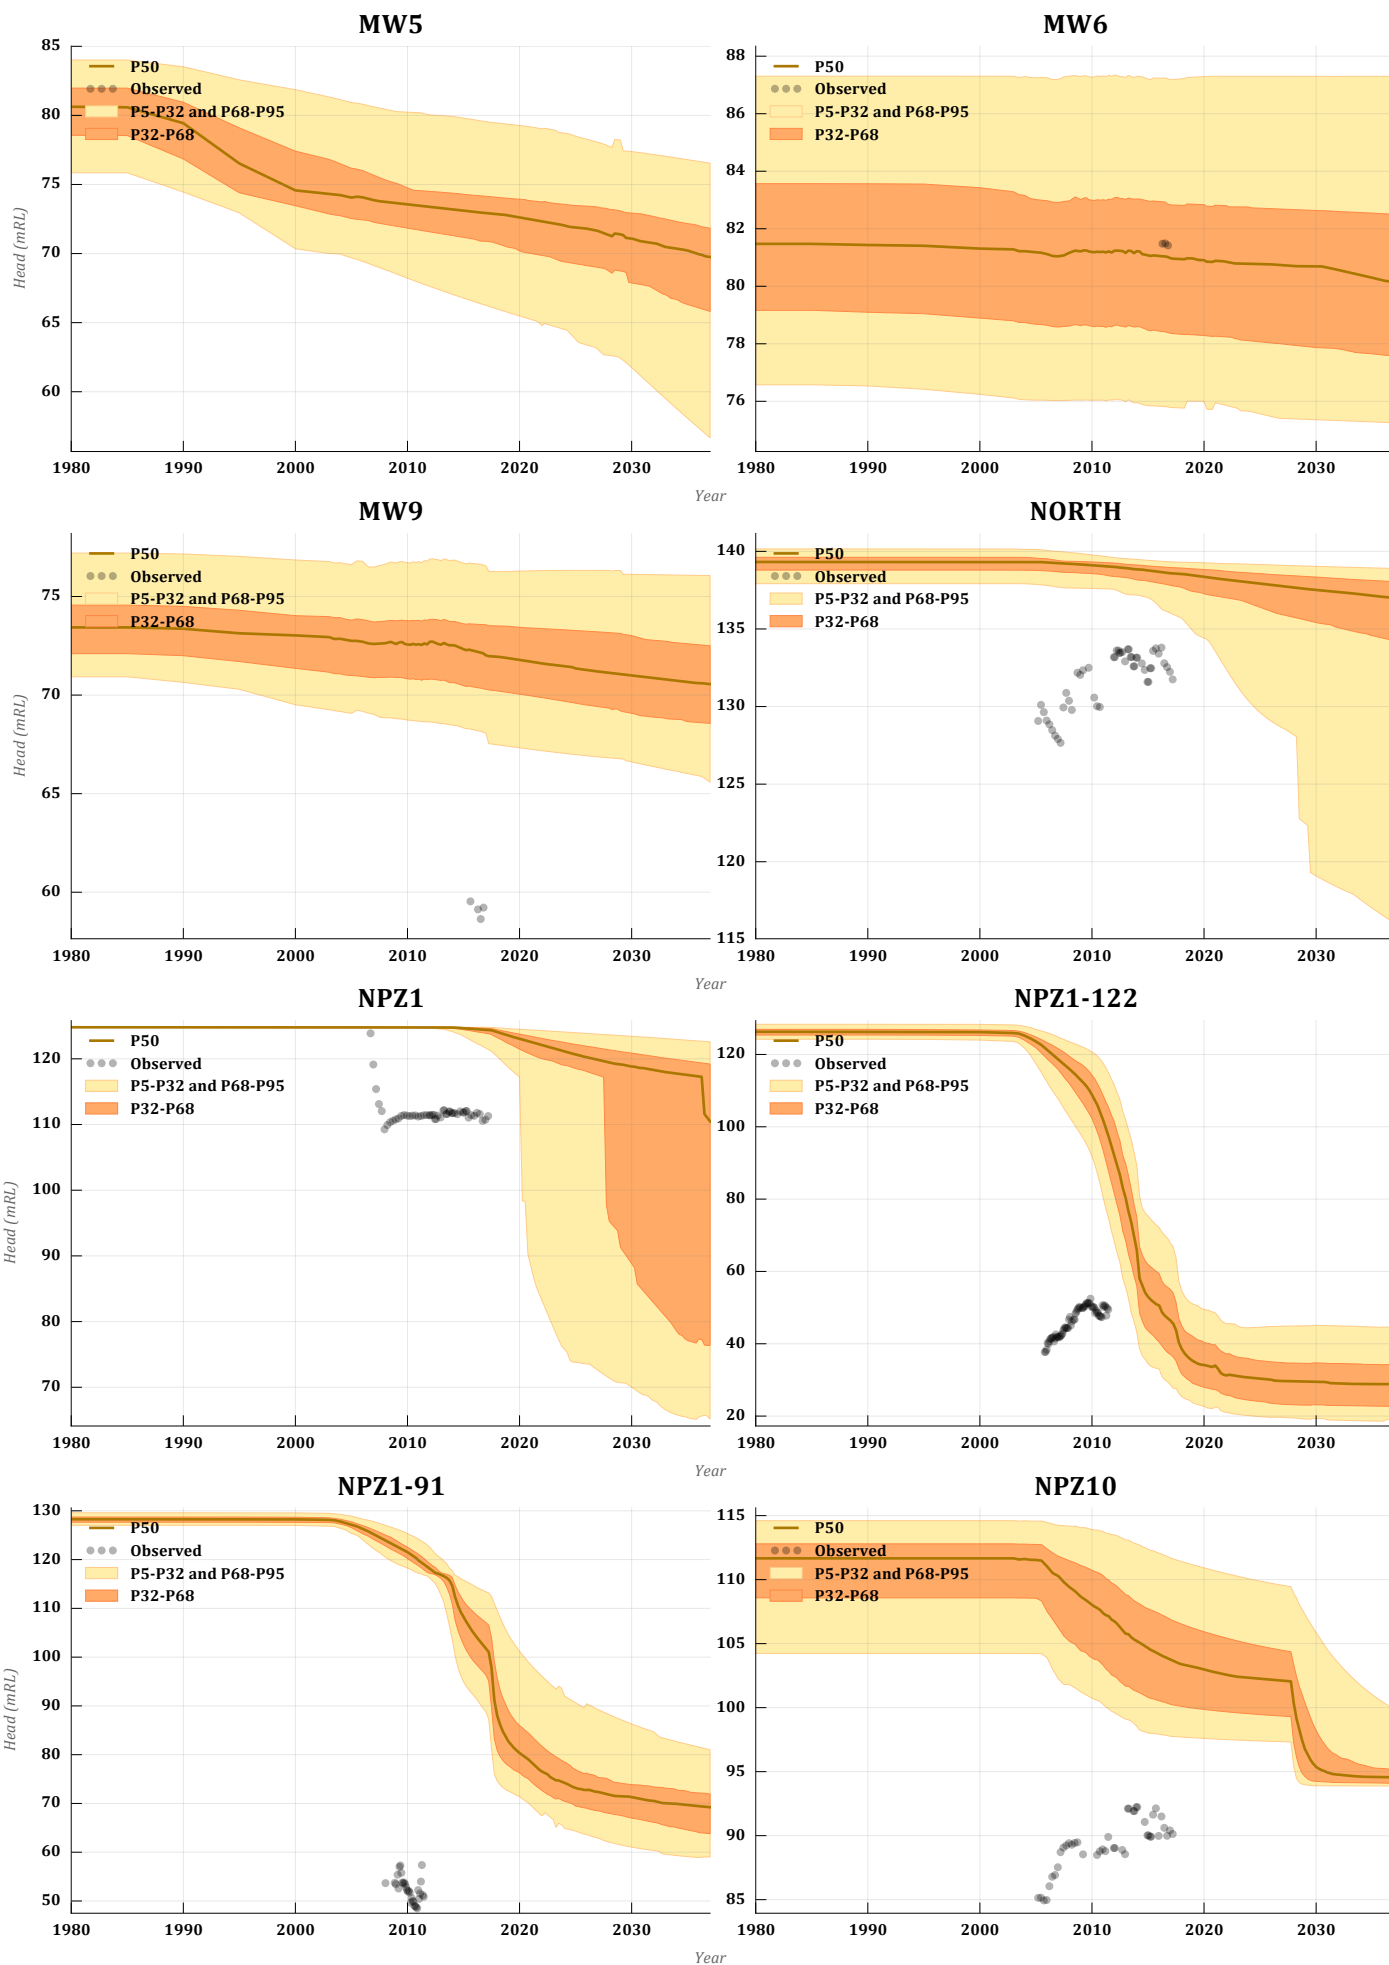 MW5
85
80
75
70
65
60
Head (mRL)
P50
Observed
P5-P32 and P68-P95
P32-P68
1980 1990 2000 2010 2020 2030
Year
MW6
88
86
84
82
80
78
76
P50
Observed
P5-P32 and P68-P95
P32-P68
1980 1990 2000 2010 2020 2030
MW9
75
70
65
60
Head (mRL)
P50
Observed
P5-P32 and P68-P95
P32-P68
1980 1990 2000 2010 2020 2030
Year
NORTH
140
135
130
125
120
115
P50
Observed
P5-P32 and P68-P95
P32-P68
1980 1990 2000 2010 2020 2030
NPZ1
120
110
100
90
80
70
Head (mRL)
P50
Observed
P5-P32 and P68-P95
P32-P68
1980 1990 2000 2010 2020 2030
Year
NPZ1-122
120
100
80
60
40
20
P50
Observed
P5-P32 and P68-P95
P32-P68
1980 1990 2000 2010 2020 2030
NPZ1-91
130
120
110
100
90
80
70
60
50
Head (mRL)
P50
Observed
P5-P32 and P68-P95
P32-P68
1980 1990 2000 2010 2020 2030
Year
NPZ10
115
110
105
100
95
90
85
P50
Observed
P5-P32 and P68-P95
P32-P68
1980 1990 2000 2010 2020 2030